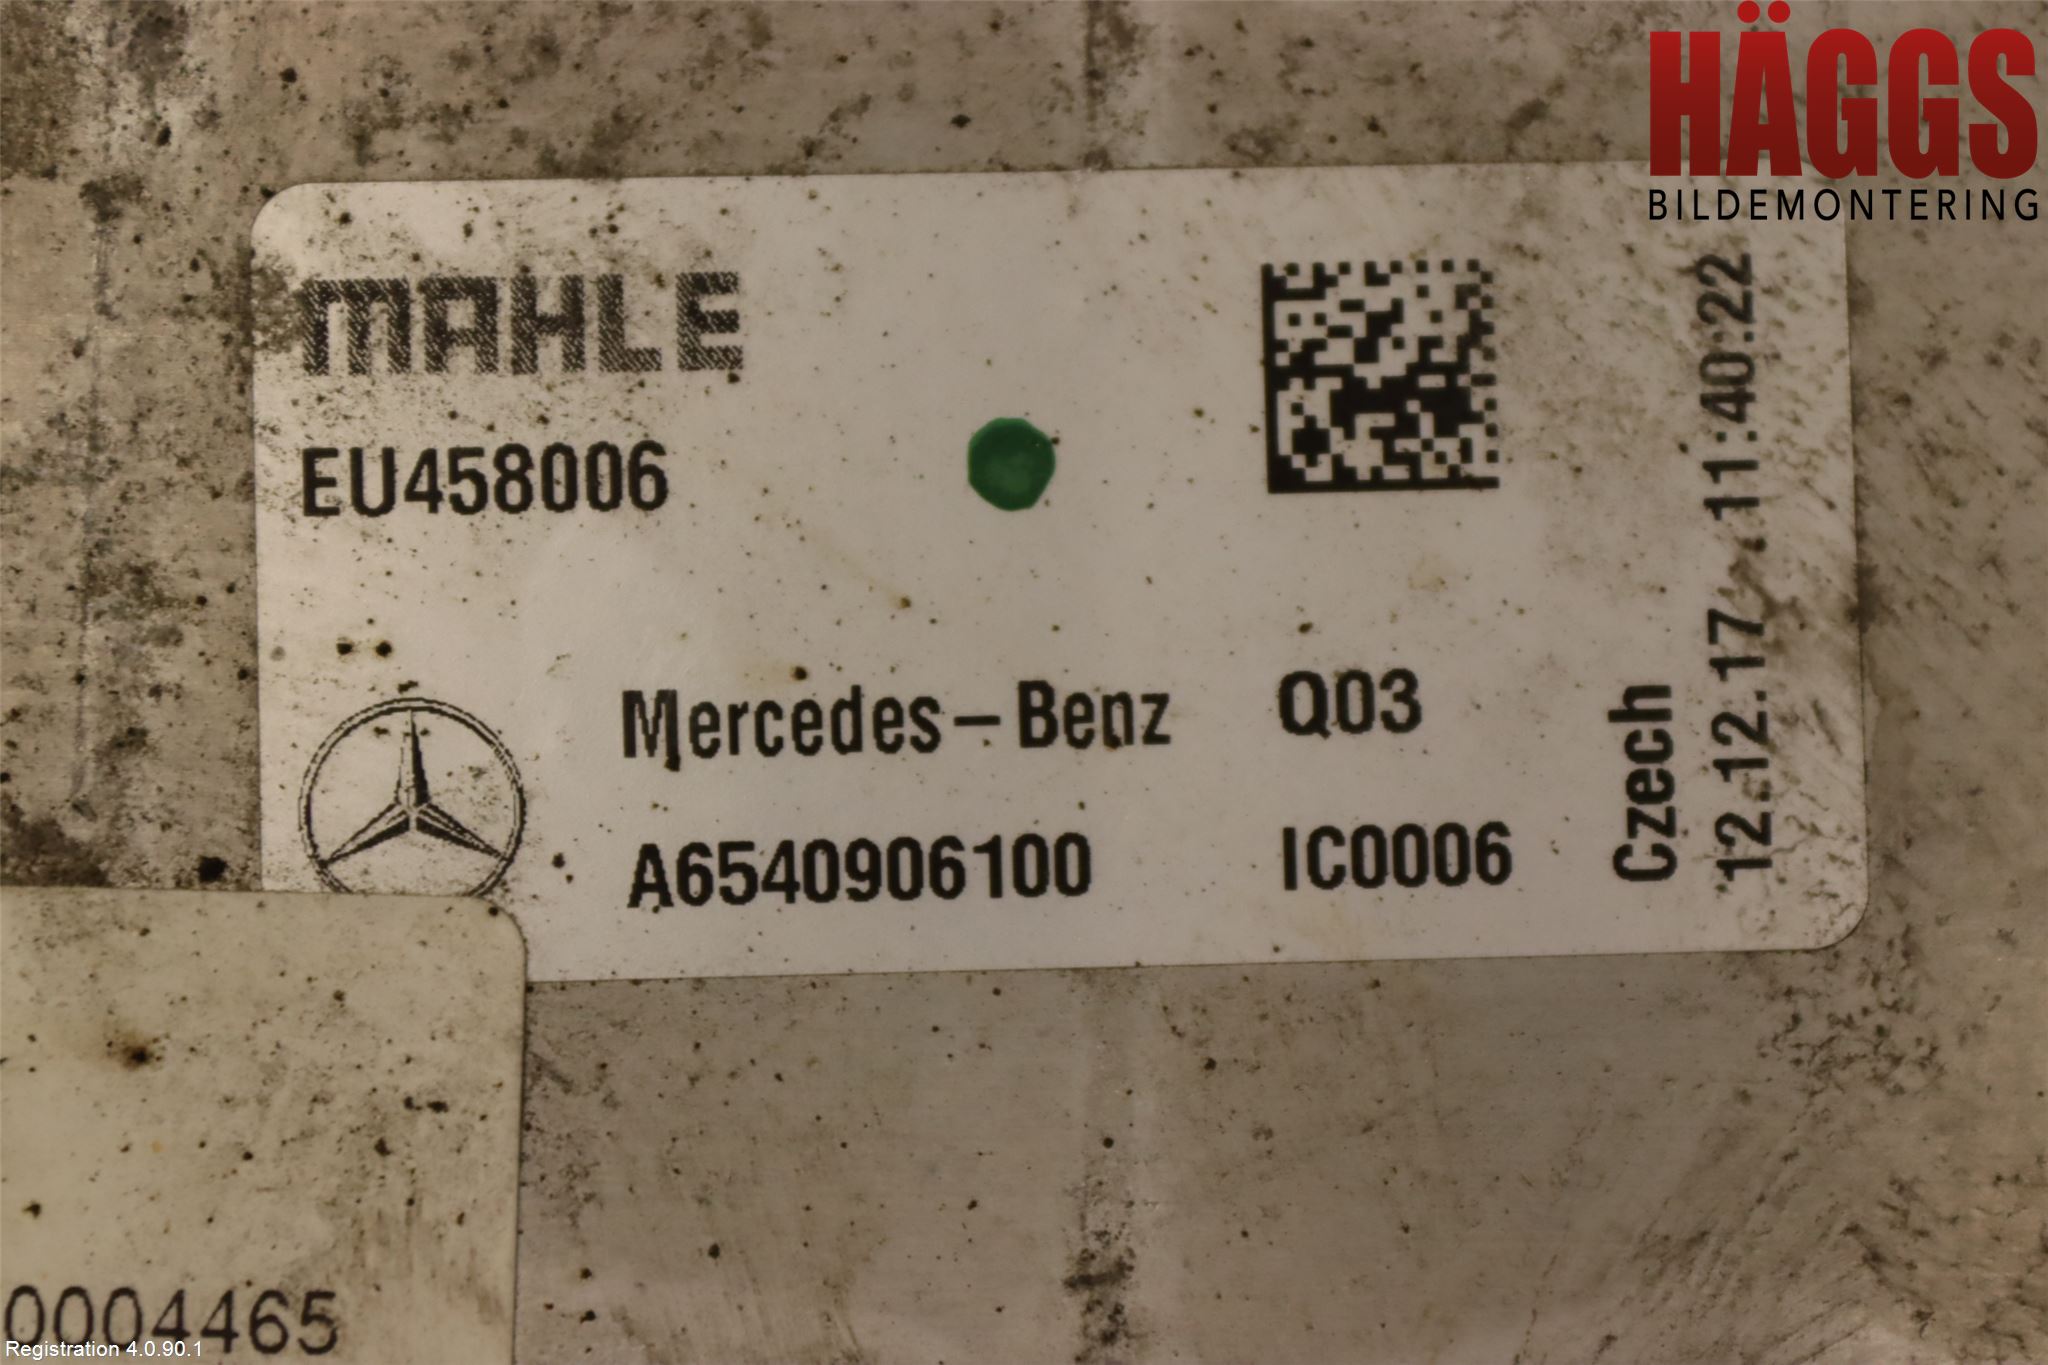 HÄGGS
BILDEMONTERING
MAHLE
EU458006
Mercedes-Benz Q03
A6540906100 IC0006
Czech
12.12.17 11:40:22
0004465
Registration 4.0.90.1